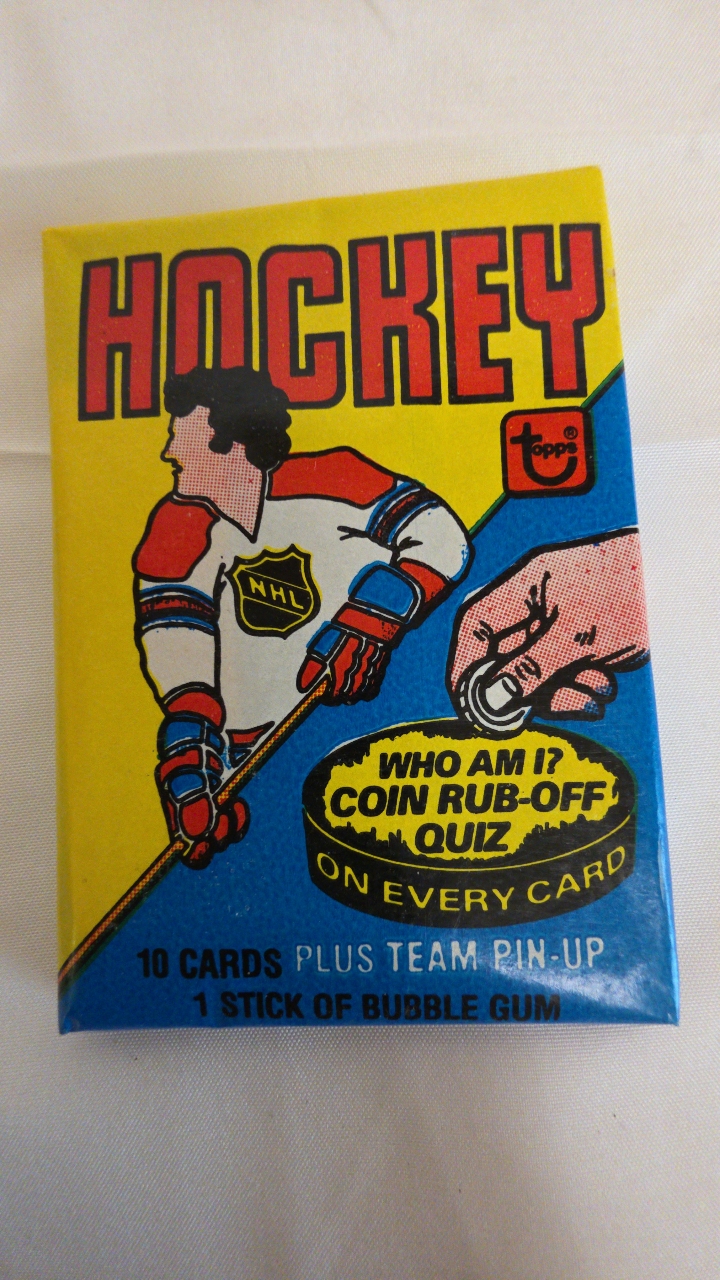 HOCKEY
topps®
NHL
WHO AM I?
COIN RUB-OFF
QUIZ
ON EVERY CARD
10 CARDS PLUS TEAM PIN-UP
1 STICK OF BUBBLE GUM